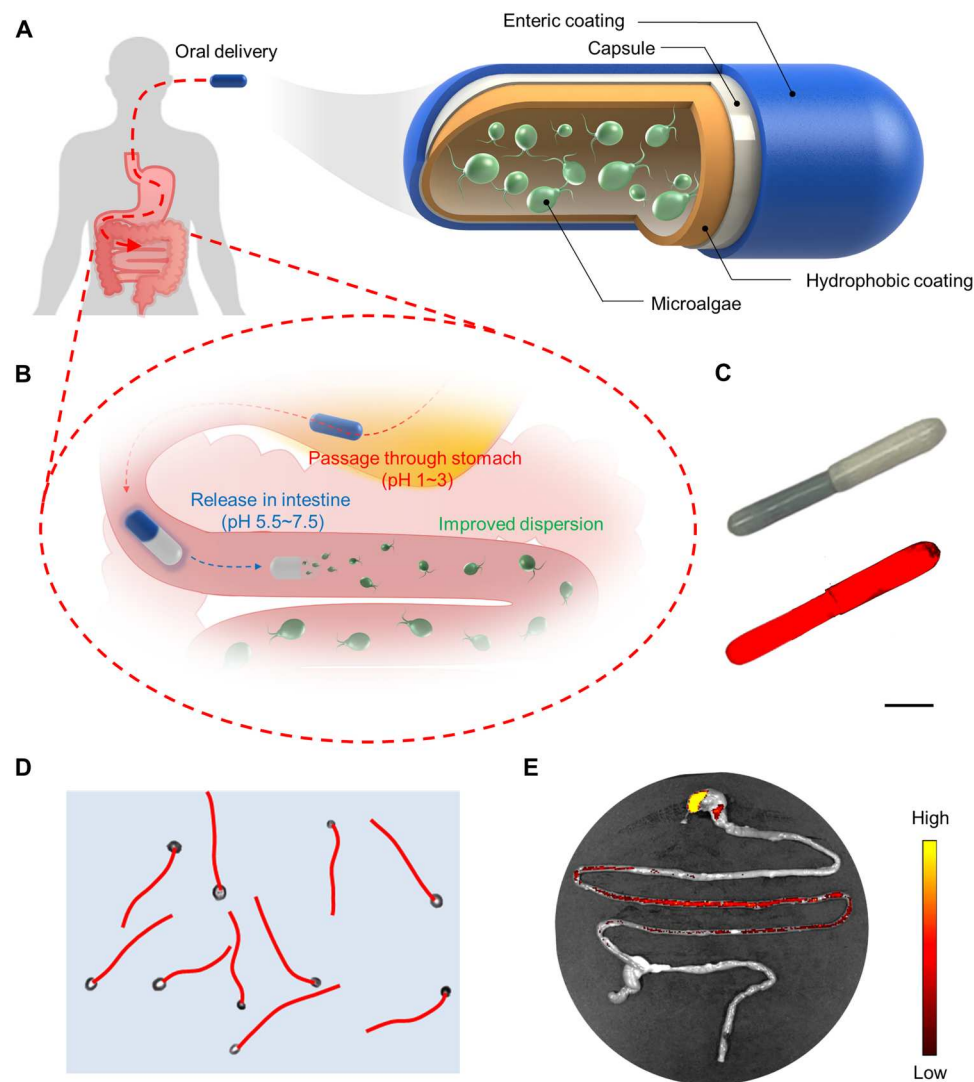 A
Oral delivery
Enteric coating
Capsule
Hydrophobic coating
Microalgae
B
Passage through stomach
(pH 1~3)
Release in intestine
(pH 5.5~7.5)
Improved dispersion
C
D
E
High
Low